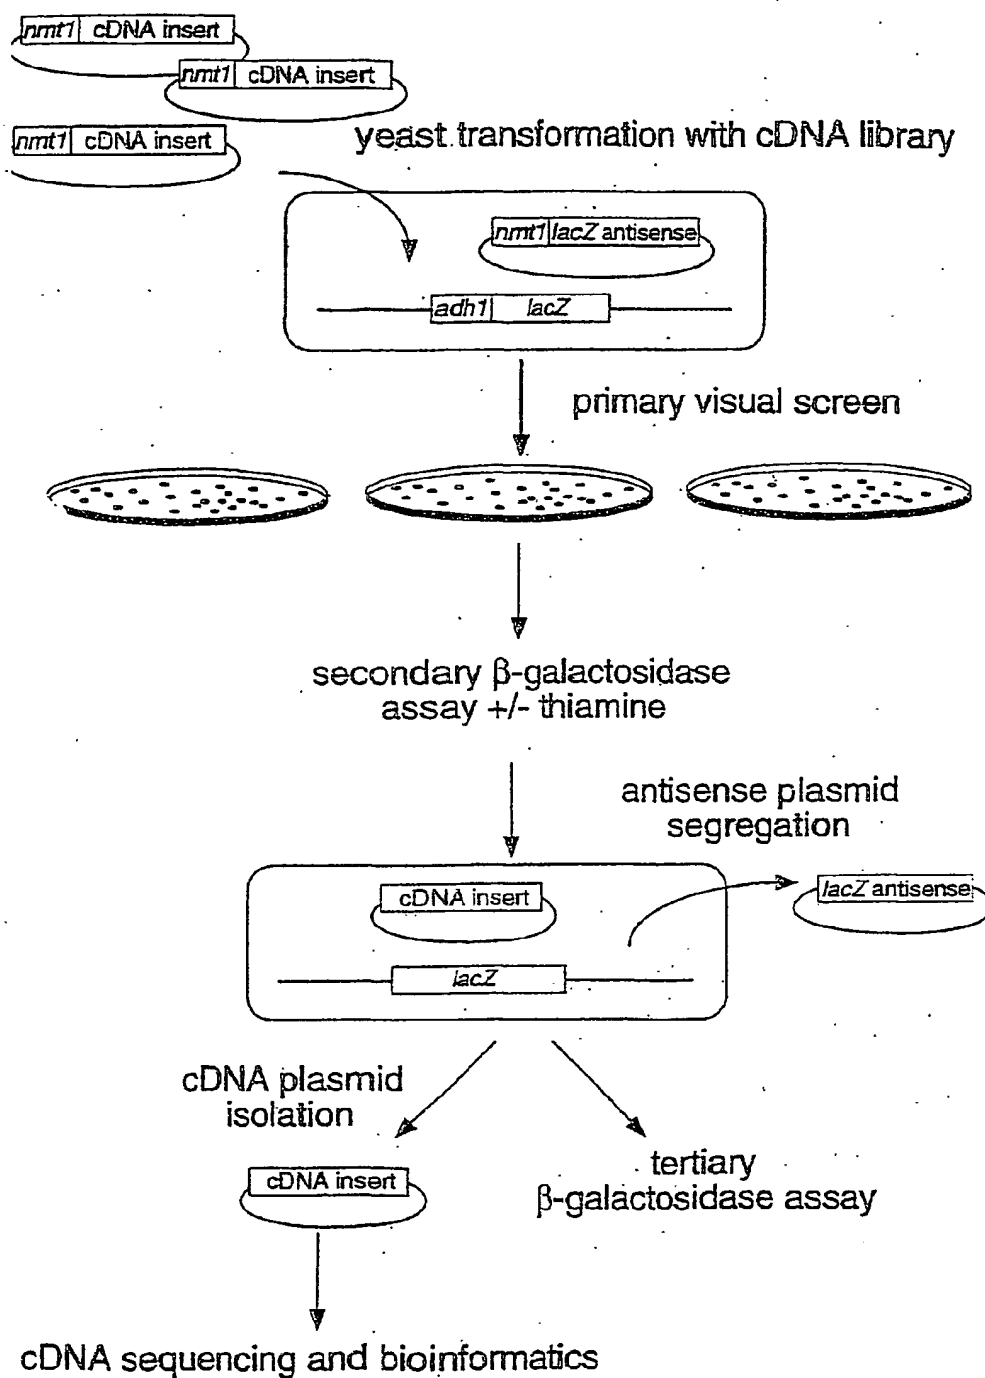 nmt1 cDNA insert
nmt1 cDNA insert
nmt1 cDNA insert
yeast transformation with cDNA library
nmt1 lacZ antisense
adh1 lacZ
primary visual screen
secondary β-galactosidase
assay +/- thiamine
antisense plasmid
segregation
cDNA insert
lacZ antisense
lacZ
cDNA plasmid
isolation
cDNA insert
tertiary
β-galactosidase assay
cDNA sequencing and bioinformatics